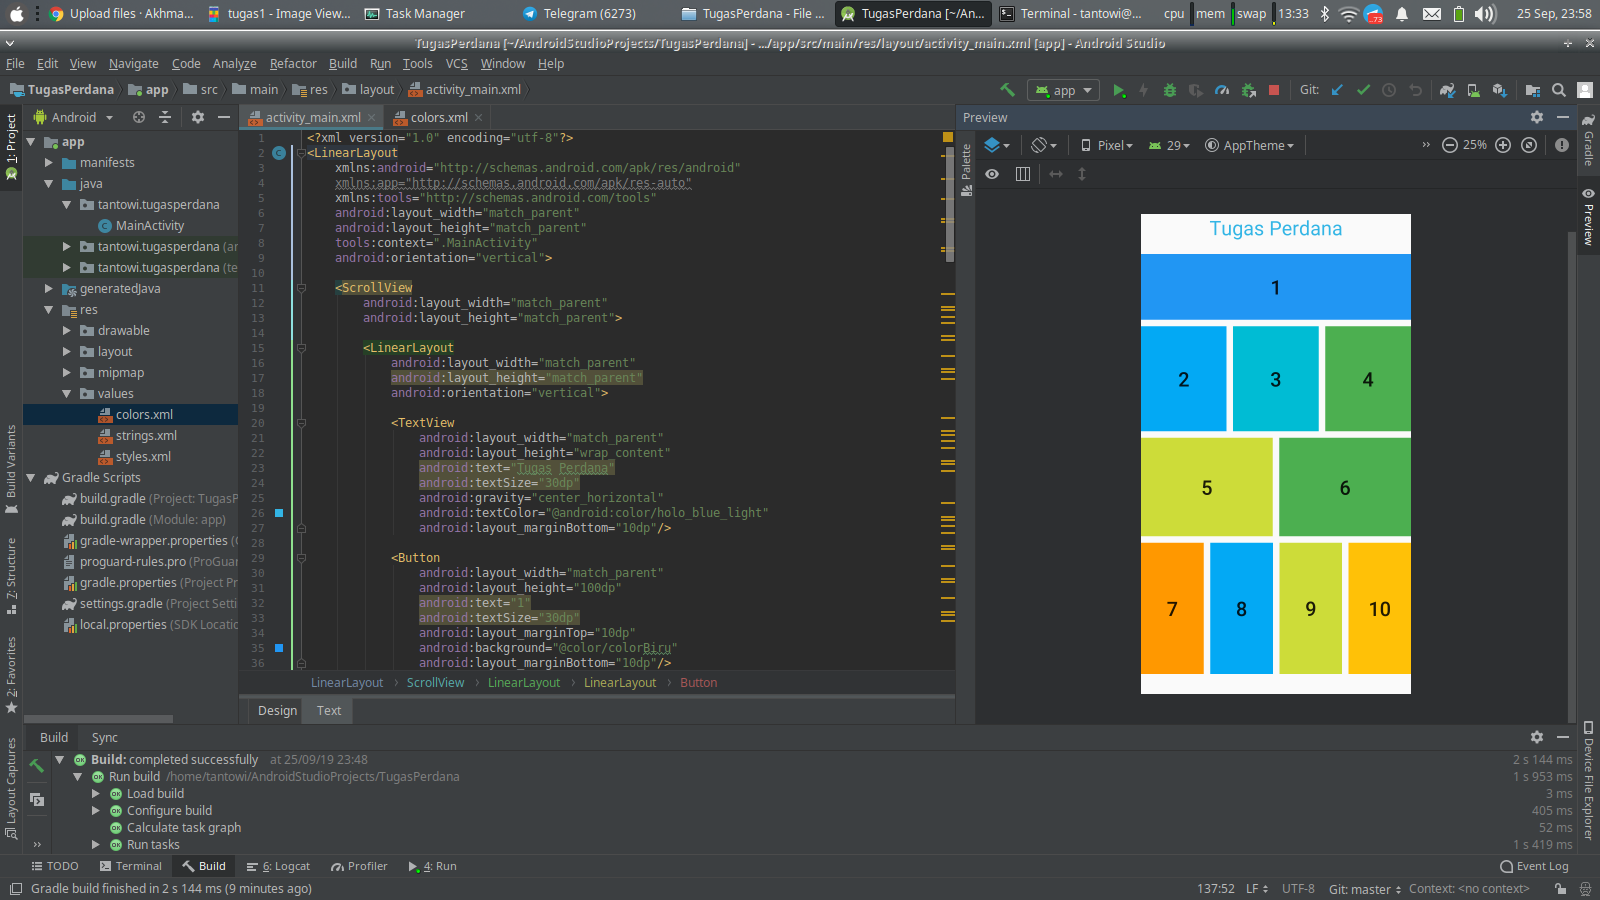 Upload files · Akhma...
tugas1 - Image View...
Task Manager
Telegram (6273)
TugasPerdana - File ...
TugasPerdana [~/An...
Terminal - tantowi@...
cpu
mem
swap
13:33
73
25 Sep, 23:58
TugasPerdana [~/AndroidStudioProjects/TugasPerdana] - .../app/src/main/res/layout/activity_main.xml [app] - Android Studio
File Edit View Navigate Code Analyze Refactor Build Run Tools VCS Window Help
TugasPerdana app src main res layout activity_main.xml
app
Git:
1: Project
Build Variants
7: Structure
2: Favorites
Layout Captures
Android
app
manifests
java
tantowi.tugasperdana
MainActivity
tantowi.tugasperdana (ar
tantowi.tugasperdana (te
generatedJava
res
drawable
layout
mipmap
values
colors.xml
strings.xml
styles.xml
Gradle Scripts
build.gradle (Project: TugasP
build.gradle (Module: app)
gradle-wrapper.properties (G
proguard-rules.pro (ProGuar
gradle.properties (Project Pr
settings.gradle (Project Setti
local.properties (SDK Locatio
activity_main.xml
colors.xml
1 <?xml version="1.0" encoding="utf-8"?>
2 <LinearLayout
3 xmlns:android="http://schemas.android.com/apk/res/android"
4 xmlns:app="http://schemas.android.com/apk/res-auto"
5 xmlns:tools="http://schemas.android.com/tools"
6 android:layout_width="match_parent"
7 android:layout_height="match_parent"
8 tools:context=".MainActivity"
9 android:orientation="vertical">
10
11 <ScrollView
12 android:layout_width="match_parent"
13 android:layout_height="match_parent">
14
15 <LinearLayout
16 android:layout_width="match_parent"
17 android:layout_height="match_parent"
18 android:orientation="vertical">
19
20 <TextView
21 android:layout_width="match_parent"
22 android:layout_height="wrap_content"
23 android:text="Tugas Perdana"
24 android:textSize="30dp"
25 android:gravity="center_horizontal"
26 android:textColor="@android:color/holo_blue_light"
27 android:layout_marginBottom="10dp"/>
28
29 <Button
30 android:layout_width="match_parent"
31 android:layout_height="100dp"
32 android:text="1"
33 android:textSize="30dp"
34 android:layout_marginTop="10dp"
35 android:background="@color/colorBiru"
36 android:layout_marginBottom="10dp"/>
LinearLayout › ScrollView › LinearLayout › LinearLayout › Button
Design Text
Preview
Palette
Pixel
29
AppTheme
25%
Tugas Perdana
1
2 3 4
5 6
7 8 9 10
Gradle
Preview
Device File Explorer
Build Sync
Build: completed successfully at 25/09/19 23:48
2 s 144 ms
Run build /home/tantowi/AndroidStudioProjects/TugasPerdana
1 s 953 ms
Load build
3 ms
Configure build
405 ms
Calculate task graph
52 ms
Run tasks
1 s 419 ms
TODO
Terminal
Build
6: Logcat
Profiler
4: Run
Event Log
Gradle build finished in 2 s 144 ms (9 minutes ago)
137:52 LF UTF-8 Git: master Context: <no context>